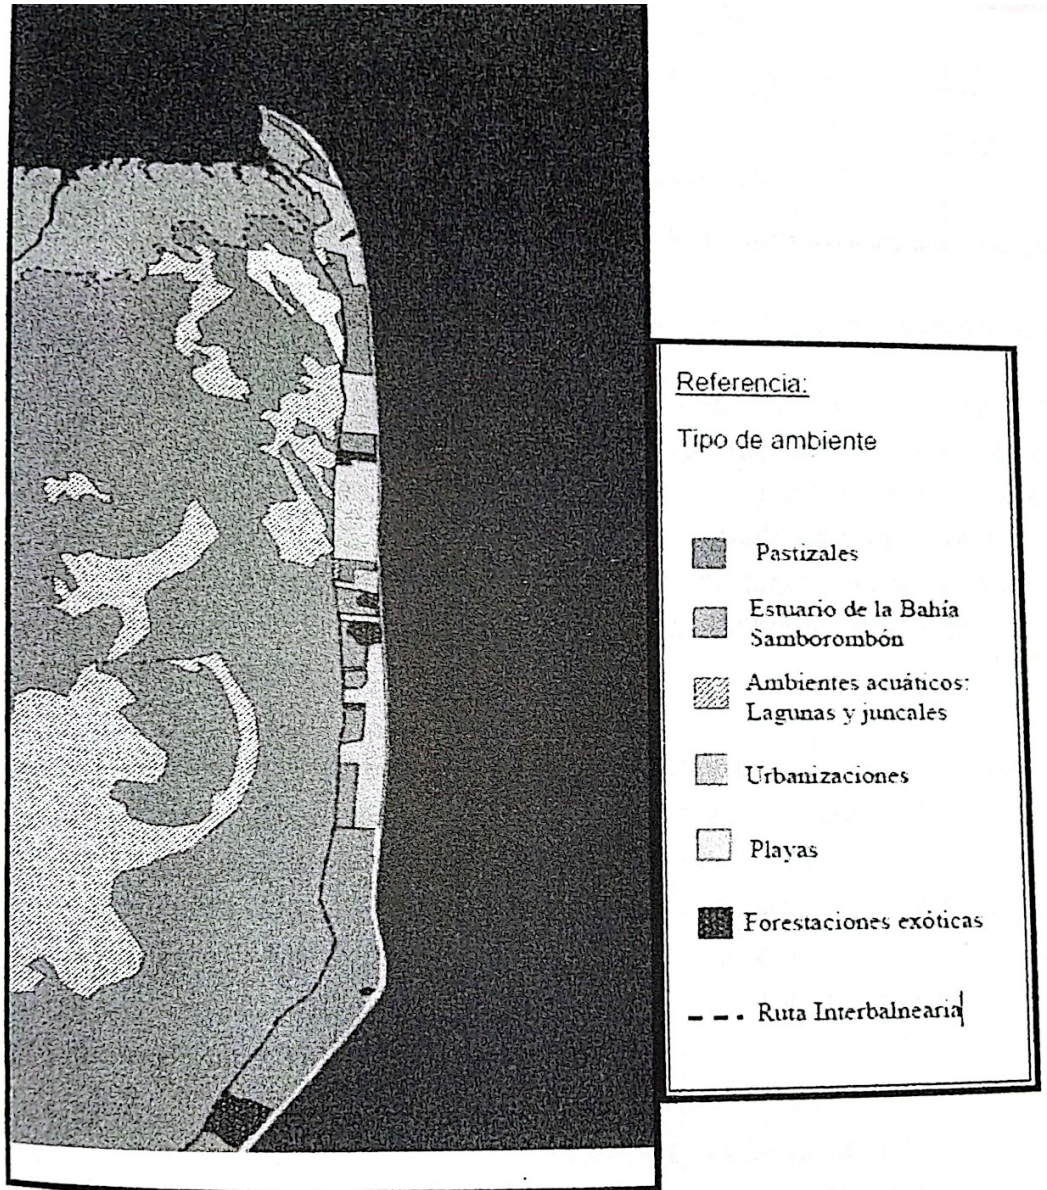 Referencia:
Tipo de ambiente
Pastizales
Estuario de la Bahía
Samborombón
Ambientes acuáticos:
Lagunas y juncales
Urbanizaciones
Playas
Forestaciones exóticas
Ruta Interbalnearia